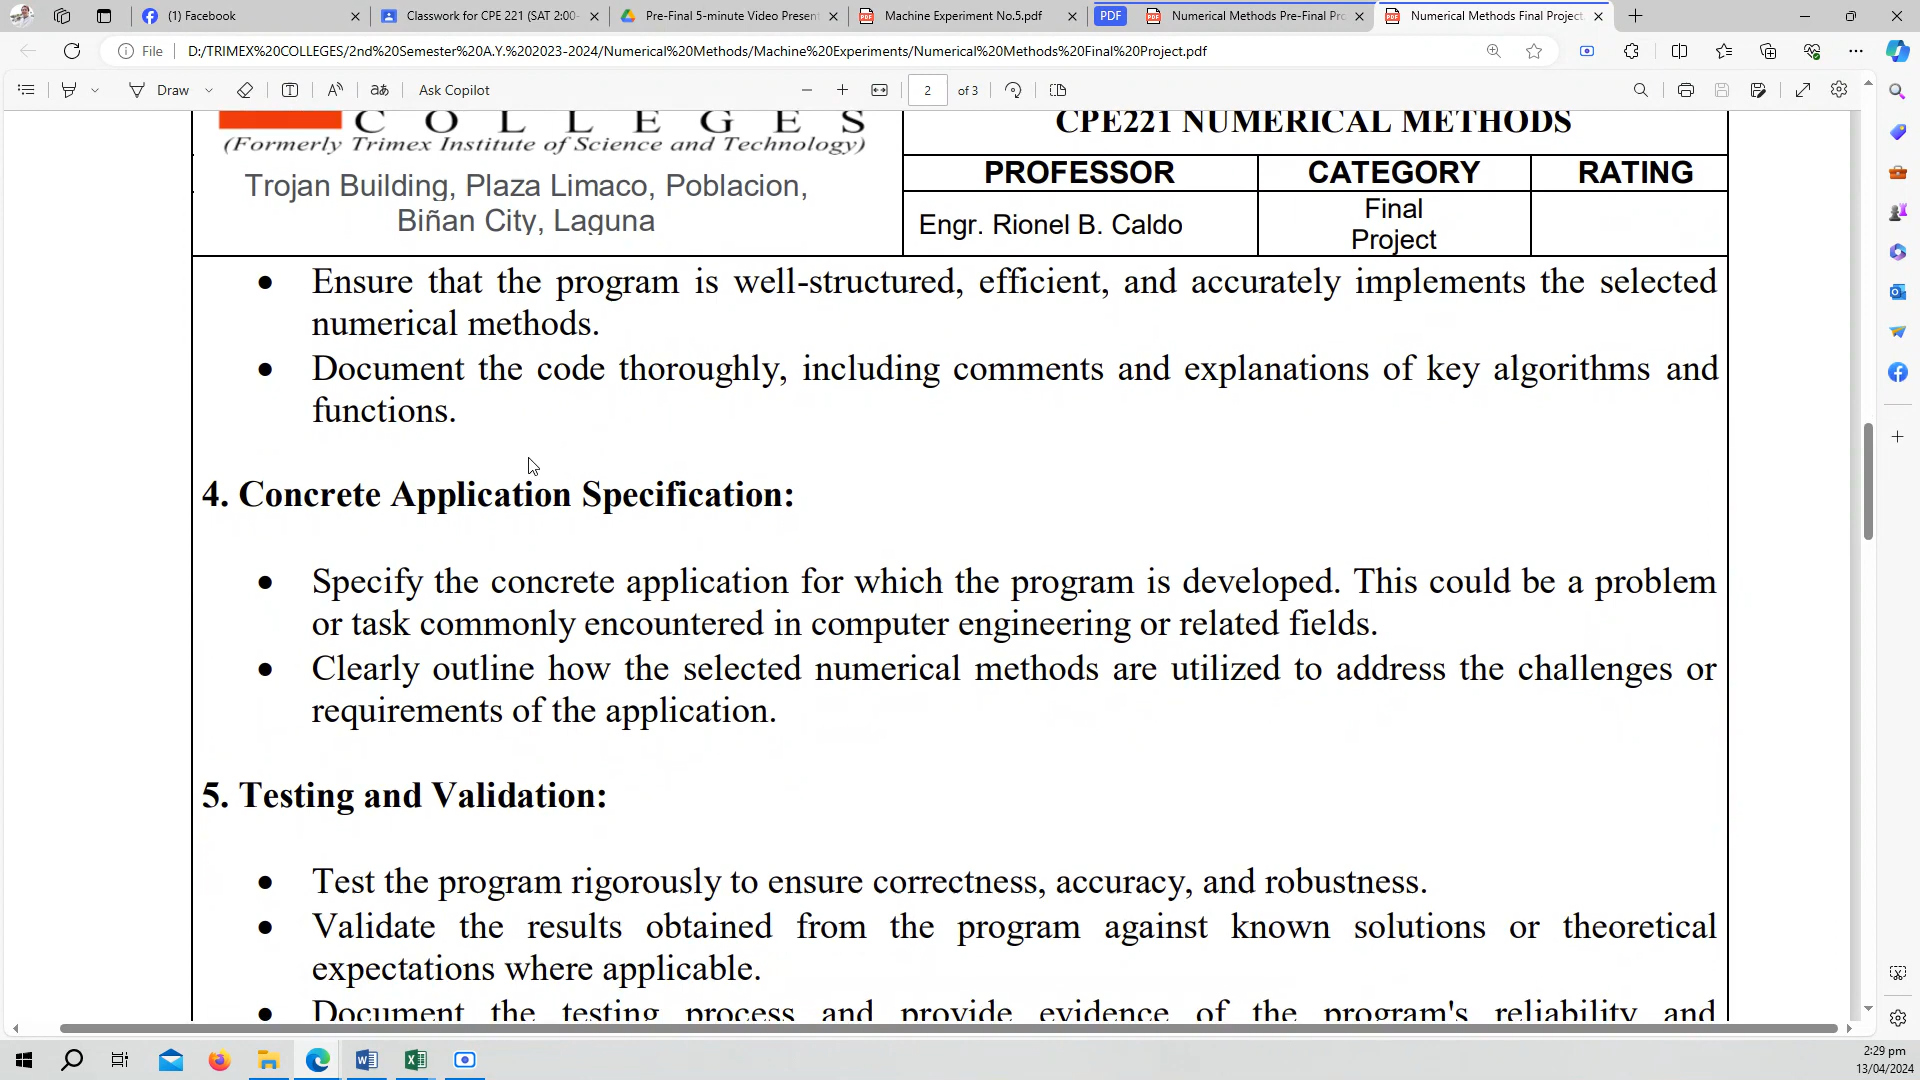 (1) Facebook
Classwork for CPE 221 (SAT 2:00-
Pre-Final 5-minute Video Presen
Machine Experiment No.5.pdf
PDF
Numerical Methods Pre-Final Pro
Numerical Methods Final Project.
File
D:/TRIMEX%20COLLEGES/2nd%20Semester%20A.Y.%202023-2024/Numerical%20Methods/Machine%20Experiments/Numerical%20Methods%20Final%20Project.pdf
Draw
Ask Copilot
2
of 3
COLLEGES
(Formerly Trimex Institute of Science and Technology)
Trojan Building, Plaza Limaco, Poblacion,
Biñan City, Laguna
CPE221 NUMERICAL METHODS
PROFESSOR
CATEGORY
RATING
Engr. Rionel B. Caldo
Final
Project
• Ensure that the program is well-structured, efficient, and accurately implements the selected
numerical methods.
• Document the code thoroughly, including comments and explanations of key algorithms and
functions.
4. Concrete Application Specification:
• Specify the concrete application for which the program is developed. This could be a problem
or task commonly encountered in computer engineering or related fields.
• Clearly outline how the selected numerical methods are utilized to address the challenges or
requirements of the application.
5. Testing and Validation:
• Test the program rigorously to ensure correctness, accuracy, and robustness.
• Validate the results obtained from the program against known solutions or theoretical
expectations where applicable.
• Document the testing process and provide evidence of the program's reliability and
2:29 pm
13/04/2024